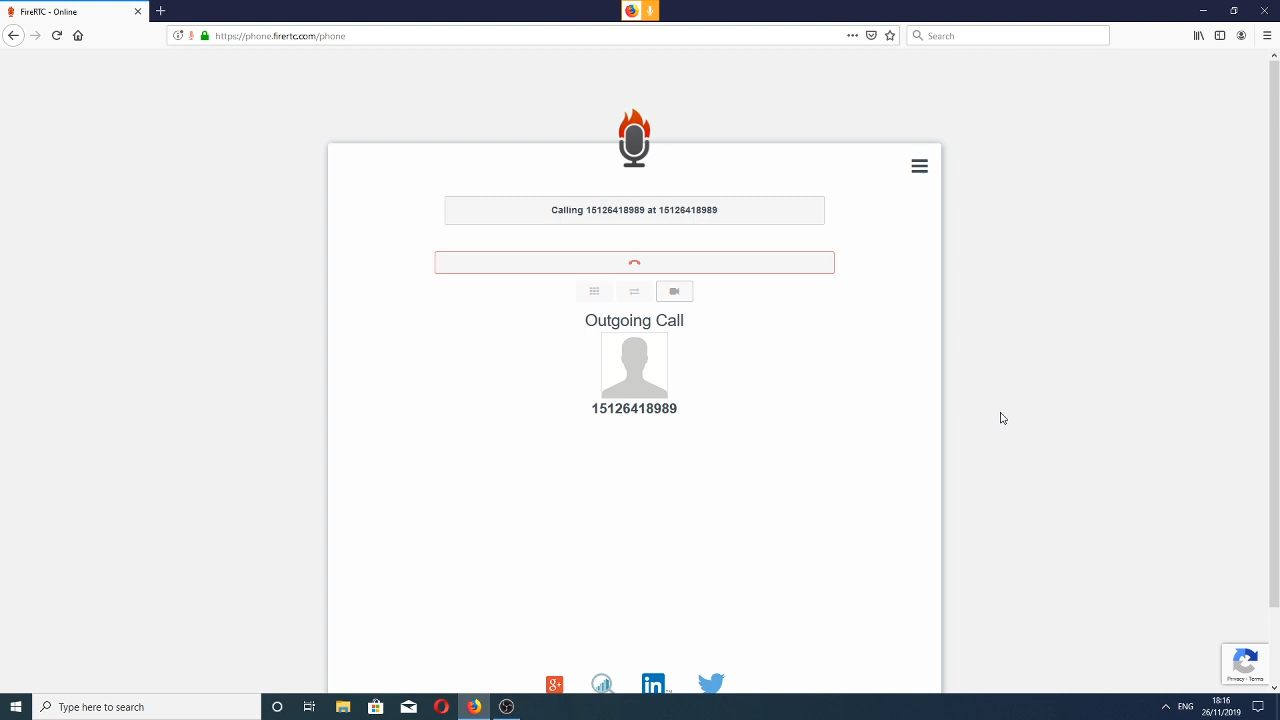 FireRTC - Online
https://phone.firertc.com/phone
Search
Calling 15126418989 at 15126418989
Outgoing Call
15126418989
g+
in
Privacy - Terms
Type here to search
ENG
18:16
26/11/2019